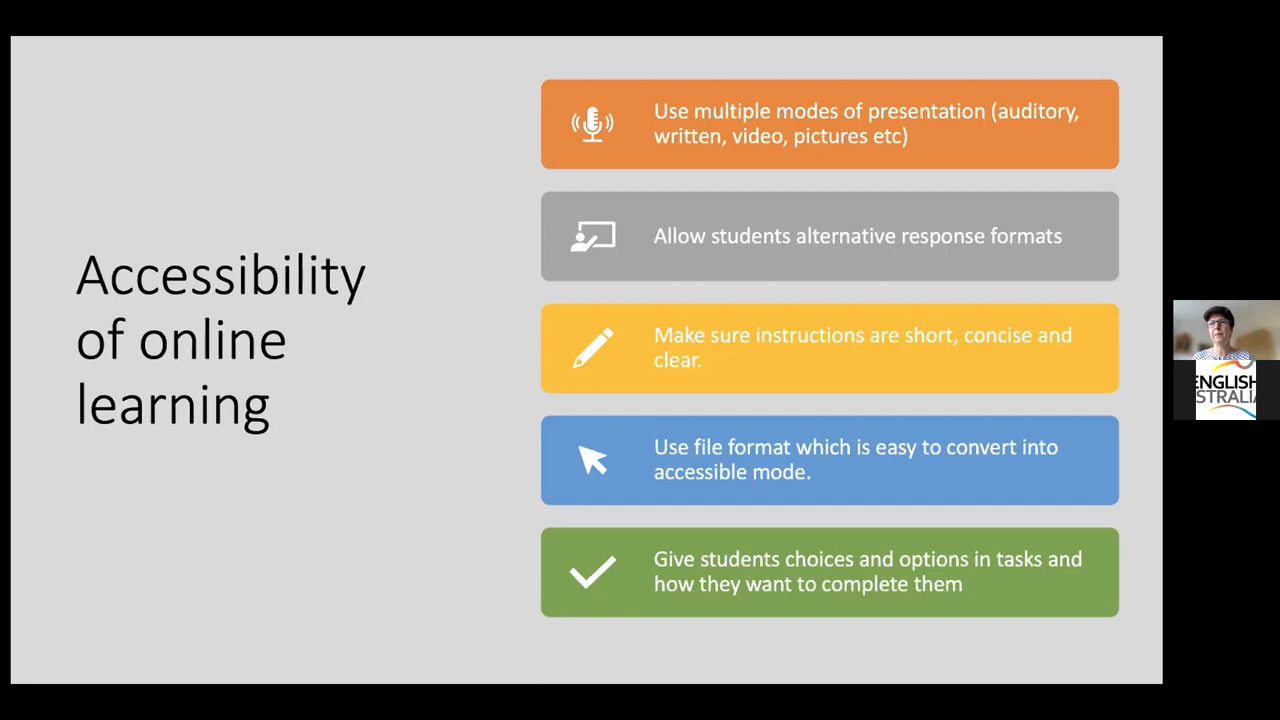 Accessibility
of online
learning
Use multiple modes of presentation (auditory,
written, video, pictures etc)
Allow students alternative response formats
Make sure instructions are short, concise and
clear.
Use file format which is easy to convert into
accessible mode.
Give students choices and options in tasks and
how they want to complete them
ENGLISH
STRALIA